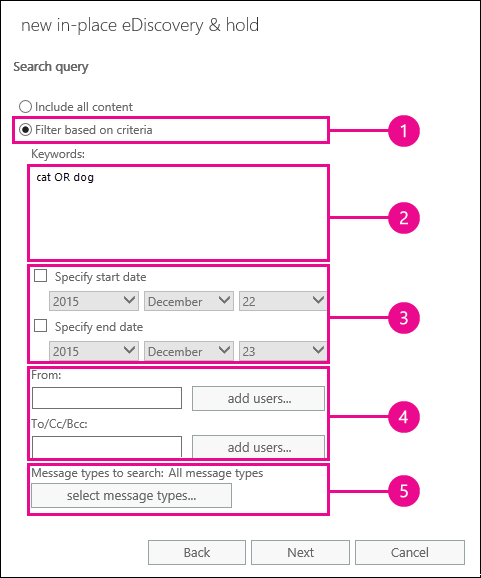 new in-place eDiscovery & hold
Search query
Include all content
Filter based on criteria
1
Keywords:
cat OR dog
2
Specify start date
2015 December 22
3
Specify end date
2015 December 23
From:
add users...
4
To/Cc/Bcc:
add users...
Message types to search: All message types
select message types...
5
Back Next Cancel